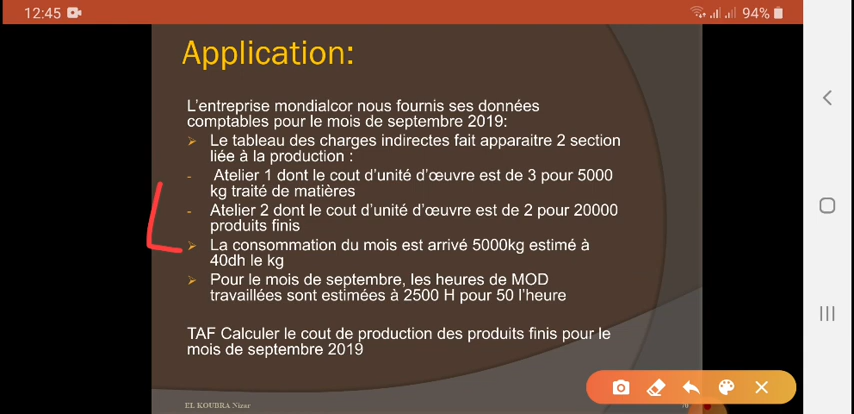 12:45
94%
Application:
L'entreprise mondialcor nous fournis ses données
comptables pour le mois de septembre 2019:
➢ Le tableau des charges indirectes fait apparaitre 2 section
liée à la production :
- Atelier 1 dont le cout d'unité d'œuvre est de 3 pour 5000
kg traité de matières
- Atelier 2 dont le cout d'unité d'œuvre est de 2 pour 20000
produits finis
➢ La consommation du mois est arrivé 5000kg estimé à
40dh le kg
➢ Pour le mois de septembre, les heures de MOD
travaillées sont estimées à 2500 H pour 50 l'heure
TAF Calculer le cout de production des produits finis pour le
mois de septembre 2019
EL KOUBRA Nizar